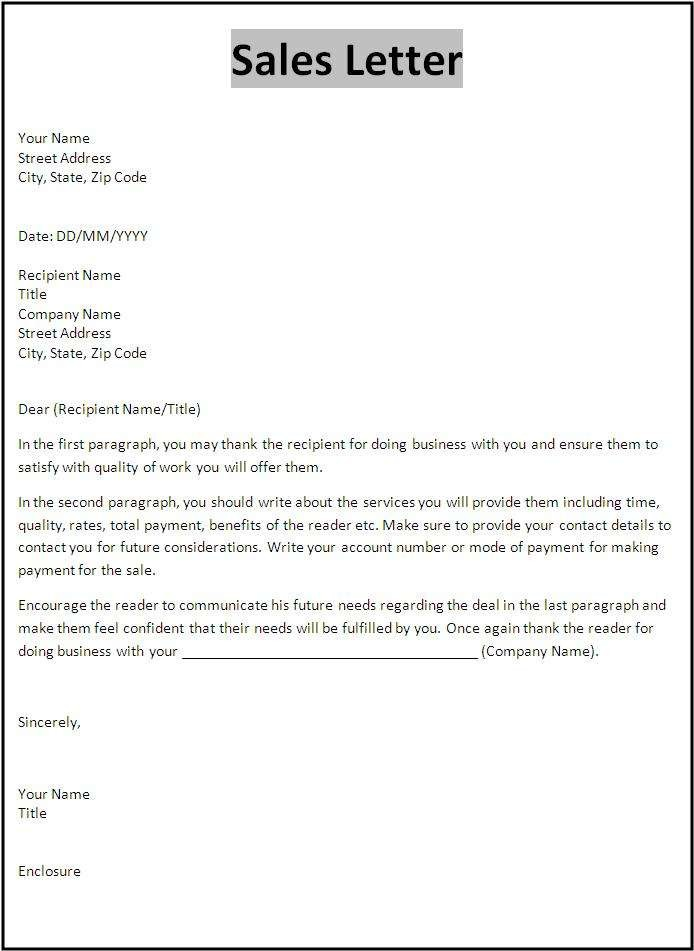 Sales Letter
Your Name
Street Address
City, State, Zip Code
Date: DD/MM/YYYY
Recipient Name
Title
Company Name
Street Address
City, State, Zip Code
Dear (Recipient Name/Title)
In the first paragraph, you may thank the recipient for doing business with you and ensure them to
satisfy with quality of work you will offer them.
In the second paragraph, you should write about the services you will provide them including time,
quality, rates, total payment, benefits of the reader etc. Make sure to provide your contact details to
contact you for future considerations. Write your account number or mode of payment for making
payment for the sale.
Encourage the reader to communicate his future needs regarding the deal in the last paragraph and
make them feel confident that their needs will be fulfilled by you. Once again thank the reader for
doing business with your ____________________________________ (Company Name).
Sincerely,
Your Name
Title
Enclosure